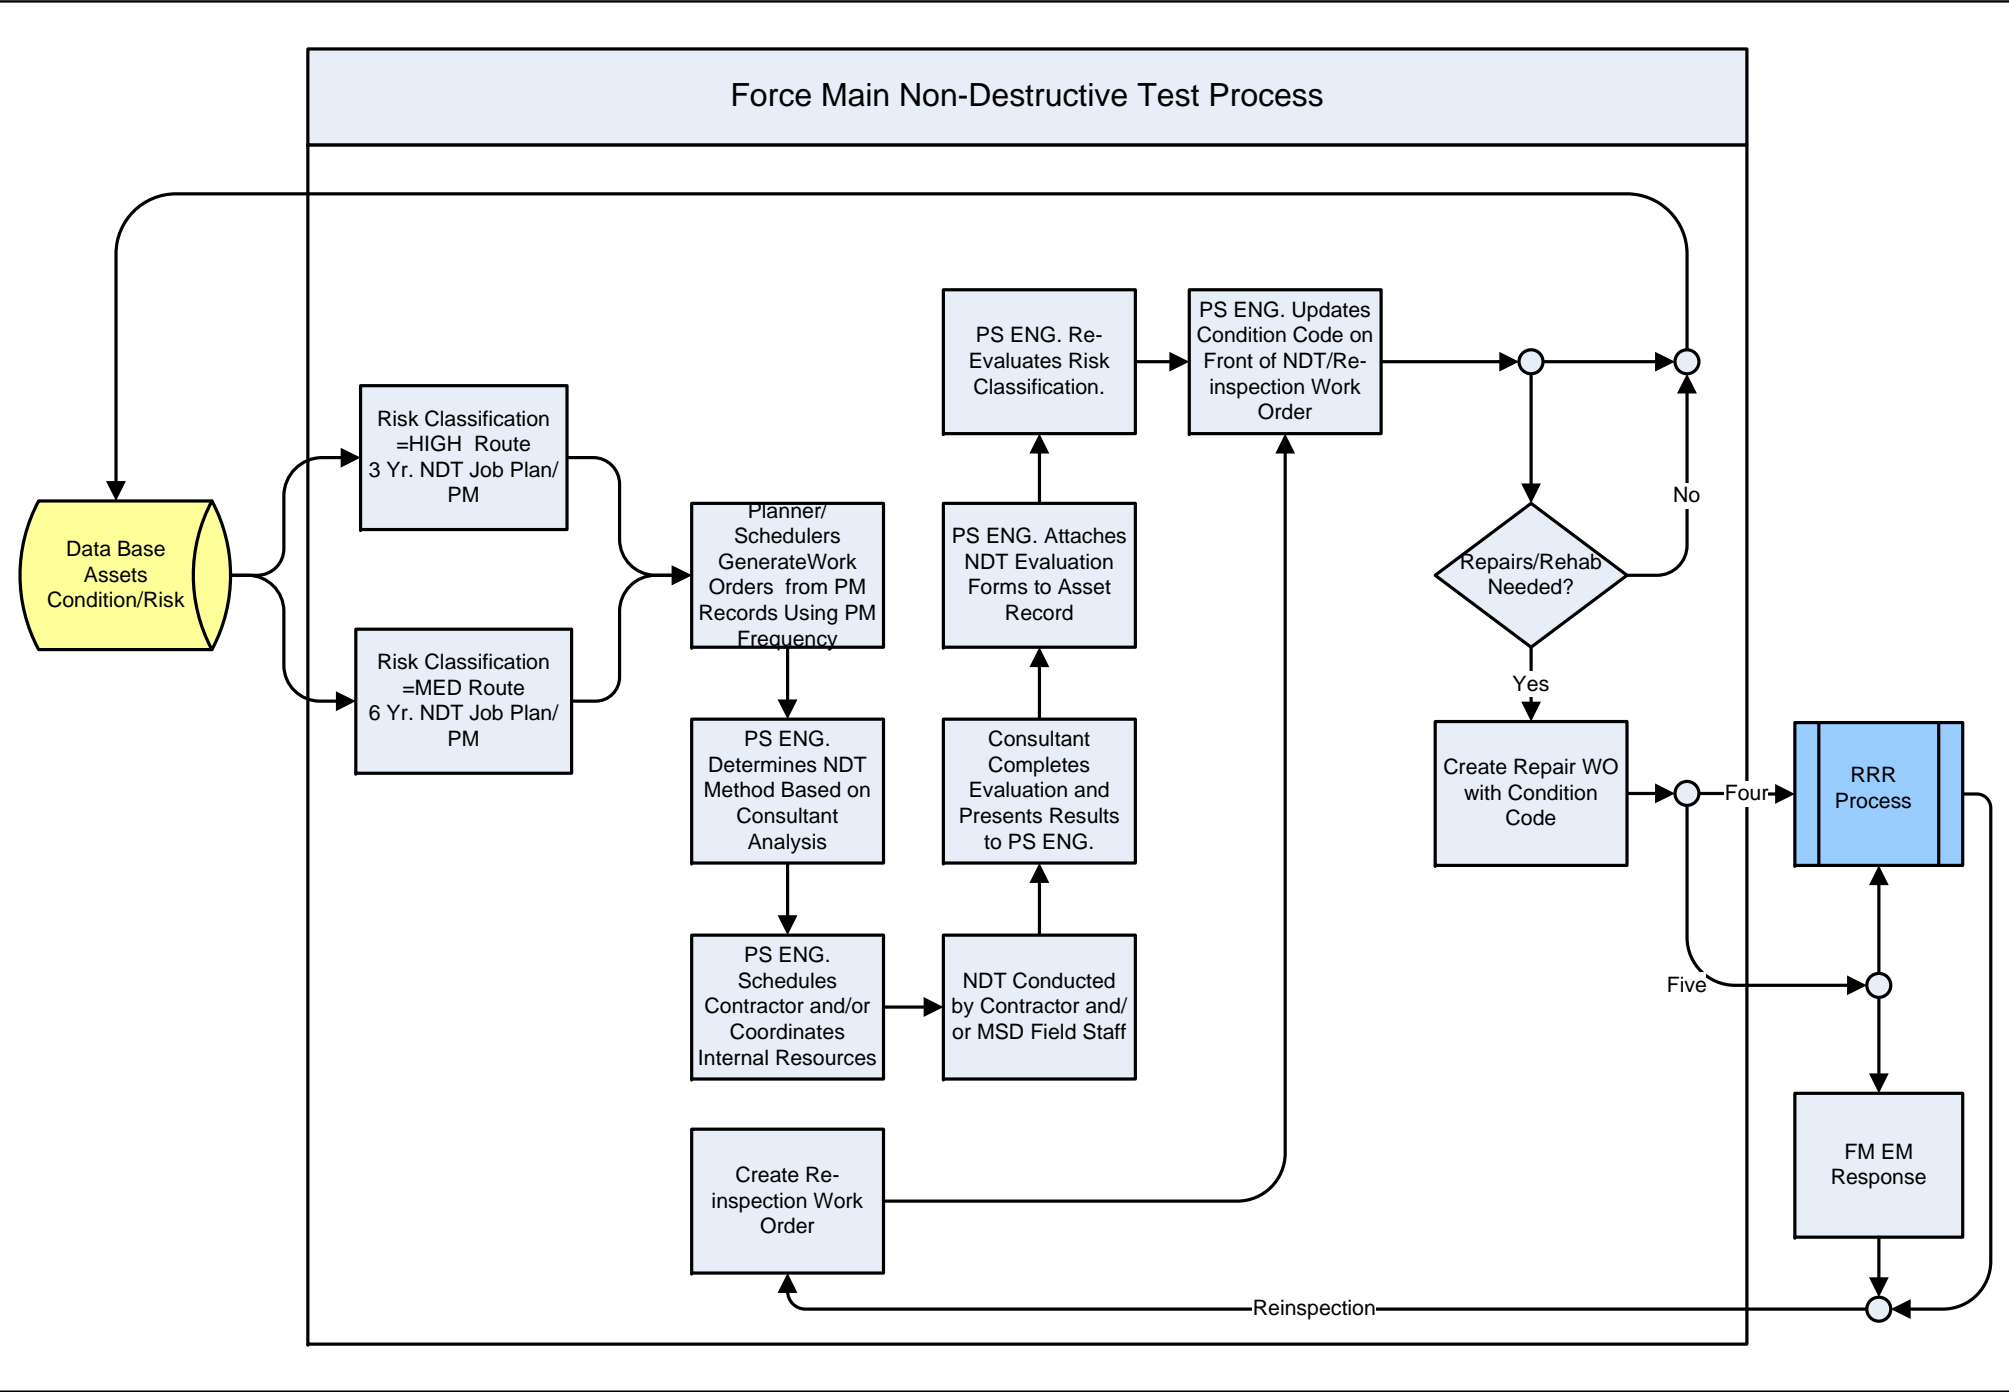 Force Main Non-Destructive Test Process
Data Base
Assets
Condition/Risk
Risk Classification
=HIGH  Route
3 Yr. NDT Job Plan/
PM
Risk Classification
=MED Route
6 Yr. NDT Job Plan/
PM
Planner/
Schedulers
GenerateWork
Orders  from PM
Records Using PM
Frequency
PS ENG.
Determines NDT
Method Based on
Consultant
Analysis
PS ENG.
Schedules
Contractor and/or
Coordinates
Internal Resources
NDT Conducted
by Contractor and/
or MSD Field Staff
Consultant
Completes
Evaluation and
Presents Results
to PS ENG.
PS ENG. Attaches
NDT Evaluation
Forms to Asset
Record
PS ENG. Re-
Evaluates Risk
Classification.
PS ENG. Updates
Condition Code on
Front of NDT/Re-
inspection Work
Order
Repairs/Rehab
Needed?
No
Yes
Create Repair WO
with Condition
Code
Four
Five
RRR
Process
FM EM
Response
Reinspection
Create Re-
inspection Work
Order